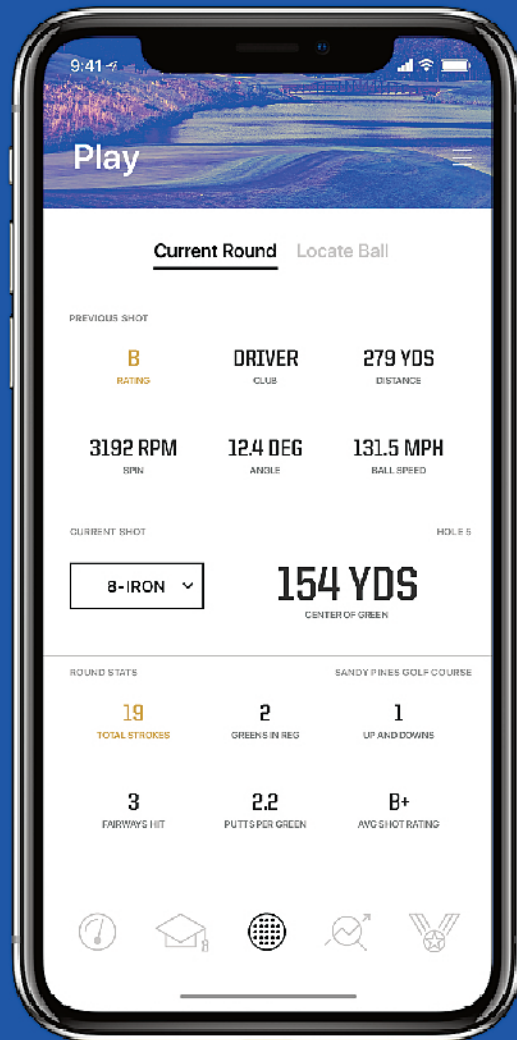 9:41
Play
Current Round Locate Ball
PREVIOUS SHOT
B DRIVER 279 YDS
RATING CLUB DISTANCE
3192 RPM 12.4 DEG 131.5 MPH
SPIN ANGLE BALL SPEED
CURRENT SHOT HOLE 5
8-IRON 154 YDS
CENTER OF GREEN
ROUND STATS SANDY PINES GOLF COURSE
19 2 1
TOTAL STROKES GREENS IN REG UP AND DOWNS
3 2.2 B+
FAIRWAYS HIT PUTTS PER GREEN AVG SHOT RATING